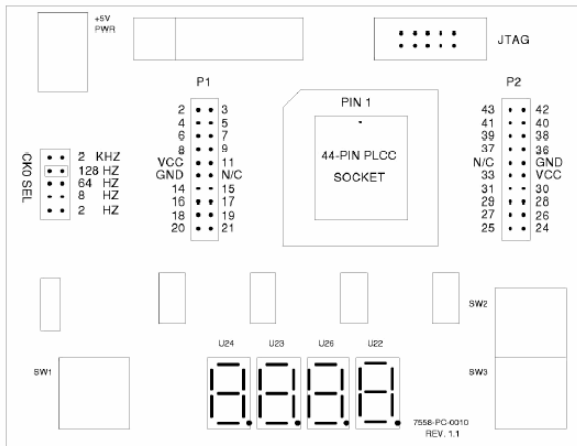 +5V
PWR
JTAG
P1
P2
PIN 1
44-PIN PLCC
SOCKET
2 3
4 5
6 7
8 9
VCC 11
GND N/C
14 15
16 17
18 19
20 21
43 42
41 40
39 38
37 36
N/C GND
33 VCC
31 30
29 28
27 26
25 24
CK0 SEL
2 KHZ
128 HZ
64 HZ
8 HZ
2 HZ
SW2
U24 U23 U26 U22
SW1
SW3
7558-PC-0010
REV. 1.1